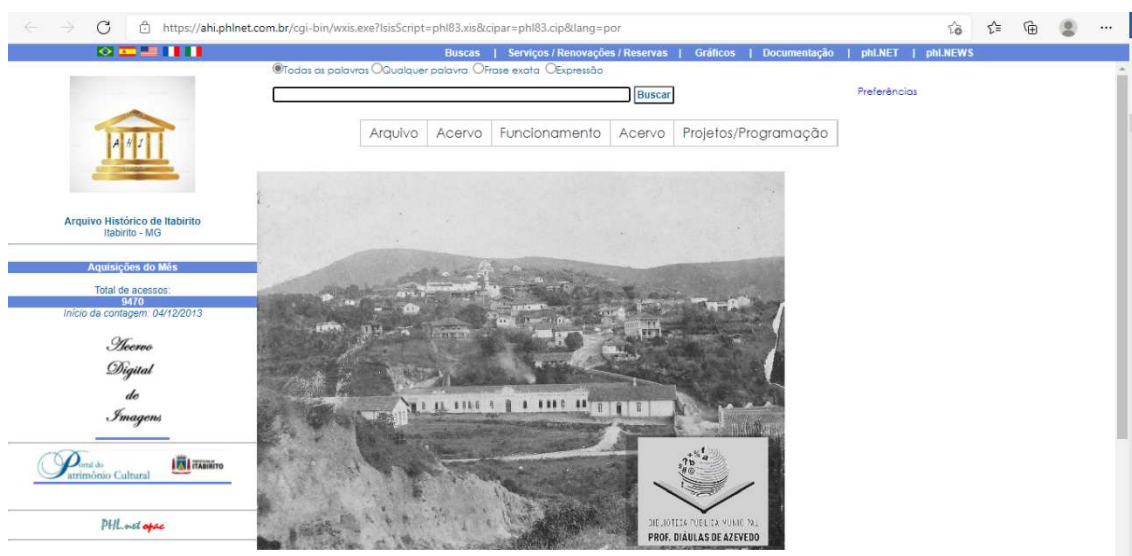 https://ahi.phlnet.com.br/cgi-bin/wxis.exe?IsisScript=phl83.xis&cipar=phl83.cip&lang=por
Buscas | Serviços / Renovações / Reservas | Gráficos | Documentação | phl.NET | phl.NEWS
Todas as palavras Qualquer palavra Frase exata Expressão
Buscar
Preferências
Arquivo Acervo Funcionamento Acervo Projetos/Programação
A H I
Arquivo Histórico de Itabirito
Itabirito - MG
Aquisições do Mês
Total de acessos:
9470
Início da contagem: 04/12/2013
Acervo
Digital
de
Imagens
Portal do
Patrimônio Cultural
ITABIRITO
PHL.net opac
BIBLIOTECA PÚBLICA MUNICIPAL
PROF. DIÁULAS DE AZEVEDO